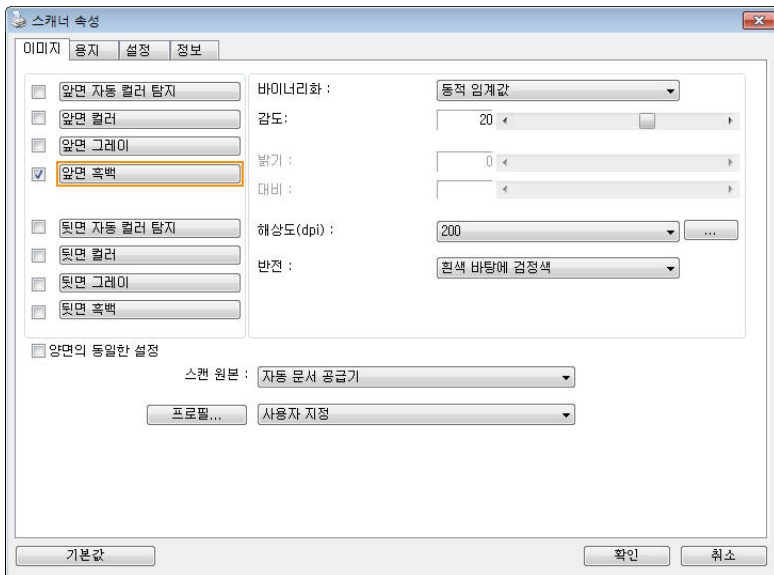 스캐너 속성
이미지 용지 설정 정보
앞면 자동 컬러 탐지
앞면 컬러
앞면 그레이
앞면 흑백
뒷면 자동 컬러 탐지
뒷면 컬러
뒷면 그레이
뒷면 흑백
바이너리화 : 동적 임계값
감도: 20
밝기 : 0
대비 :
해상도(dpi) : 200 ...
반전 : 흰색 바탕에 검정색
양면의 동일한 설정
스캔 원본 : 자동 문서 공급기
프로필... 사용자 지정
기본값 확인 취소